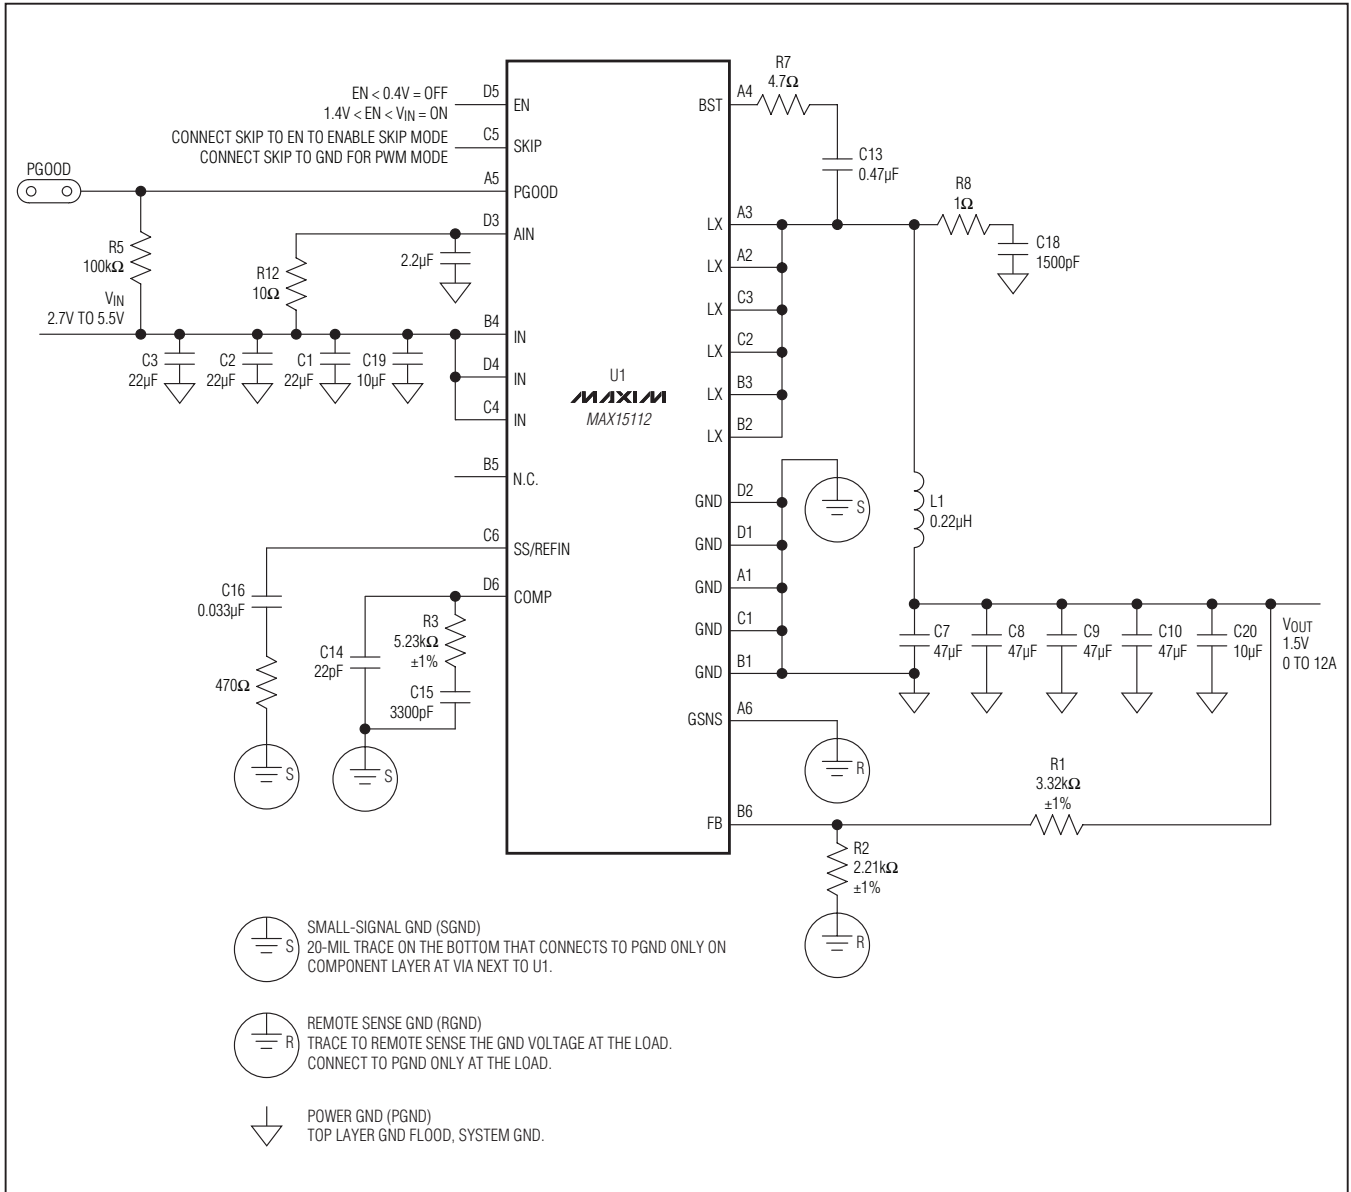 EN < 0.4V = OFF
1.4V < EN < VIN = ON
CONNECT SKIP TO EN TO ENABLE SKIP MODE
CONNECT SKIP TO GND FOR PWM MODE
PGOOD
R5
100kΩ
VIN
2.7V TO 5.5V
R12
10Ω
2.2µF
C3
22µF
C2
22µF
C1
22µF
C19
10µF
D5
EN
C5
SKIP
A5
PGOOD
D3
AIN
B4
IN
D4
IN
C4
IN
B5
N.C.
C6
SS/REFIN
D6
COMP
C16
0.033µF
470Ω
S
C14
22pF
R3
5.23kΩ
±1%
C15
3300pF
S
U1
MAXIM
MAX15112
BST
A4
LX
A3
LX
A2
LX
C3
LX
C2
LX
B3
LX
B2
GND
D2
GND
D1
GND
A1
GND
C1
GND
B1
GSNS
A6
FB
B6
R7
4.7Ω
C13
0.47µF
R8
1Ω
C18
1500pF
S
L1
0.22µH
C7
47µF
C8
47µF
C9
47µF
C10
47µF
C20
10µF
VOUT
1.5V
0 TO 12A
R
R1
3.32kΩ
±1%
R2
2.21kΩ
±1%
R
S
SMALL-SIGNAL GND (SGND)
20-MIL TRACE ON THE BOTTOM THAT CONNECTS TO PGND ONLY ON
COMPONENT LAYER AT VIA NEXT TO U1.
R
REMOTE SENSE GND (RGND)
TRACE TO REMOTE SENSE THE GND VOLTAGE AT THE LOAD.
CONNECT TO PGND ONLY AT THE LOAD.
POWER GND (PGND)
TOP LAYER GND FLOOD, SYSTEM GND.